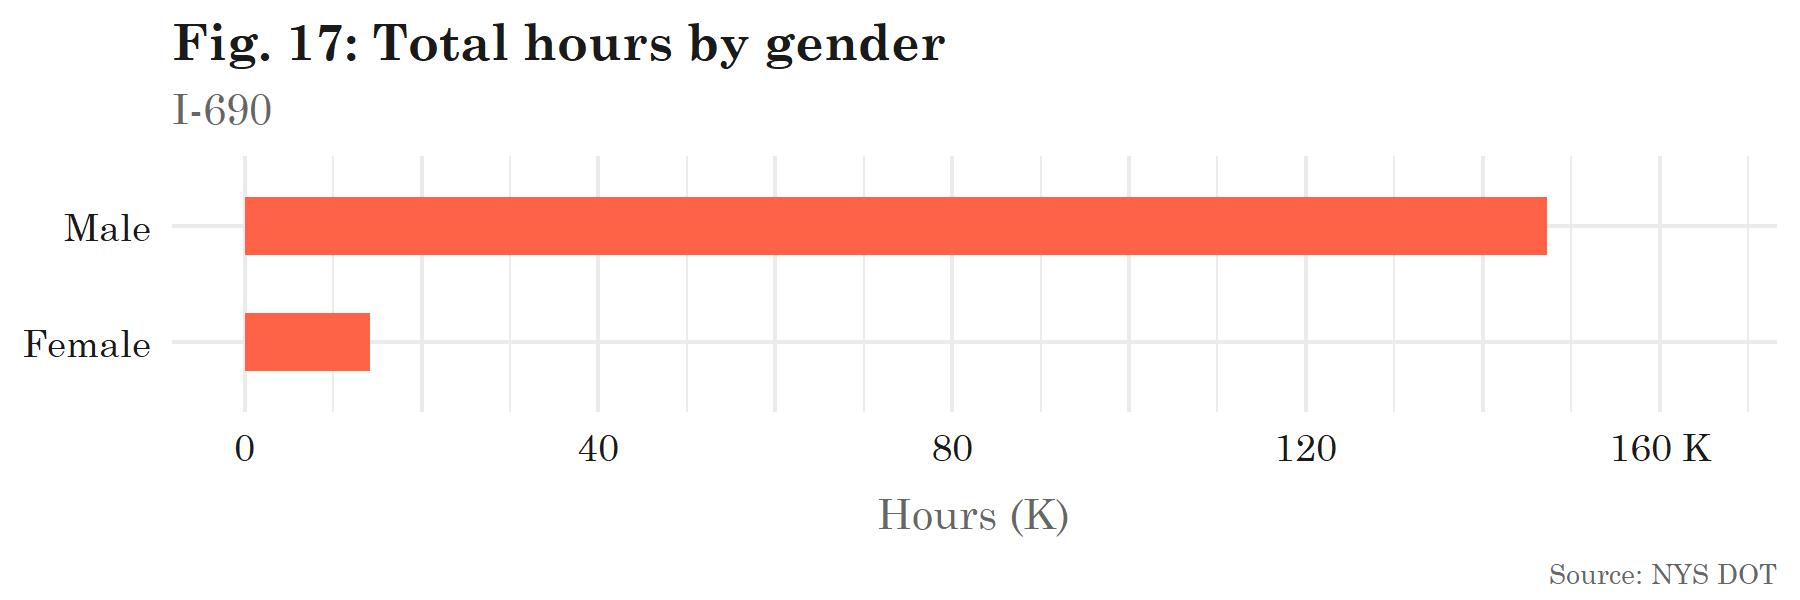 Fig. 17: Total hours by gender
I-690
Male
Female
0 40 80 120 160 K
Hours (K)
Source: NYS DOT